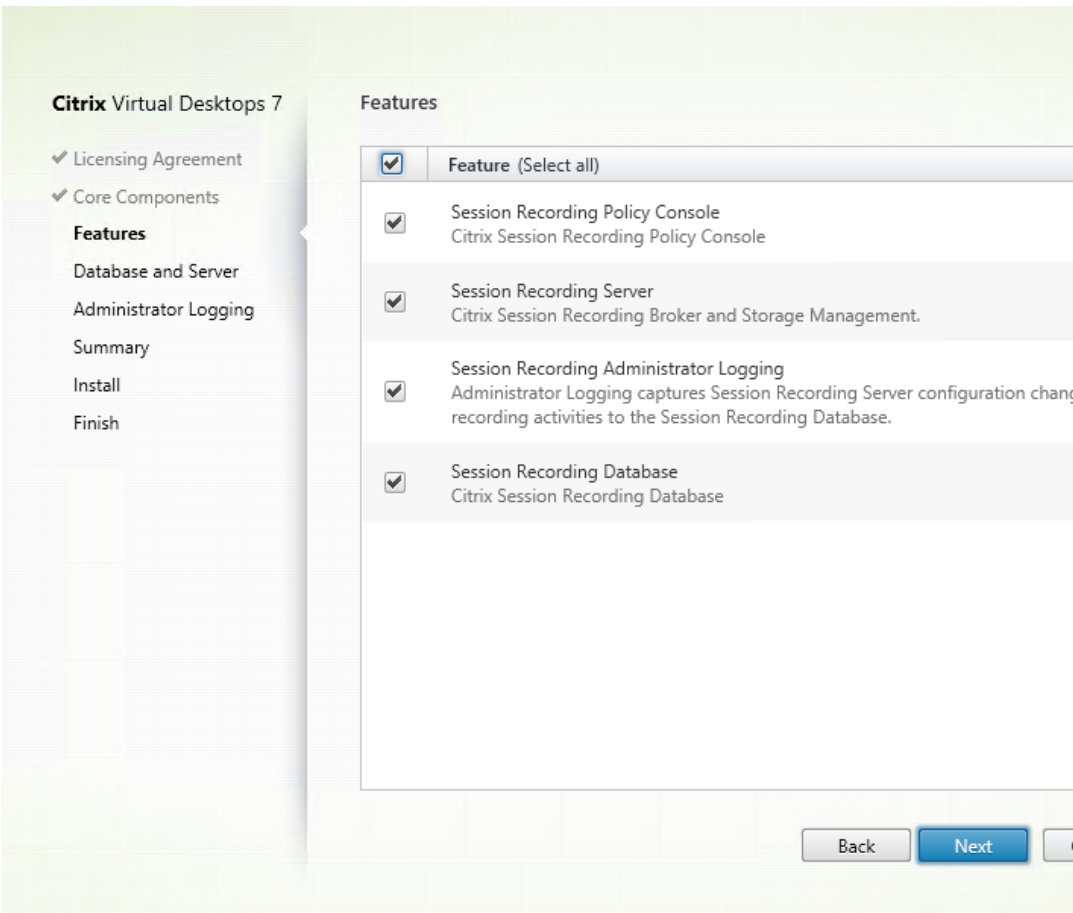 Citrix Virtual Desktops 7
Licensing Agreement
Core Components
Features
Database and Server
Administrator Logging
Summary
Install
Finish
Features
Feature (Select all)
Session Recording Policy Console
Citrix Session Recording Policy Console
Session Recording Server
Citrix Session Recording Broker and Storage Management.
Session Recording Administrator Logging
Administrator Logging captures Session Recording Server configuration
recording activities to the Session Recording Database.
Session Recording Database
Citrix Session Recording Database
Back
Next